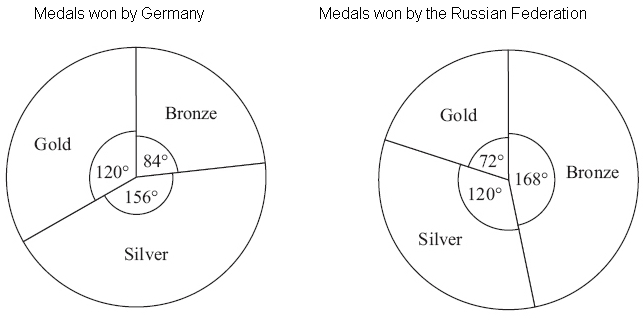 Medals won by Germany
Bronze
Gold
84°
120°
156°
Silver
Medals won by the Russian Federation
Gold
72°
168°
Bronze
120°
Silver